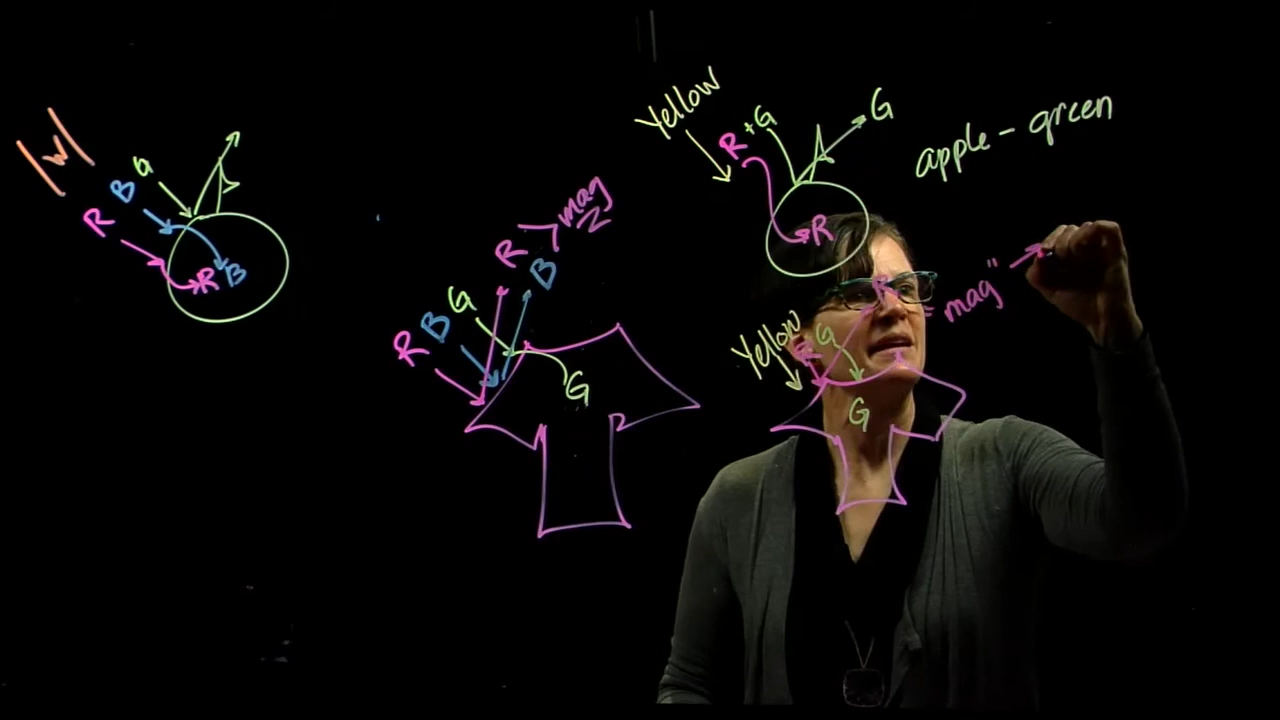 |w|
R B G
R B
R B G
R > mag
B
G
Yellow
R + G
G
R
apple - green
Yellow
R G
R
G
"mag" →